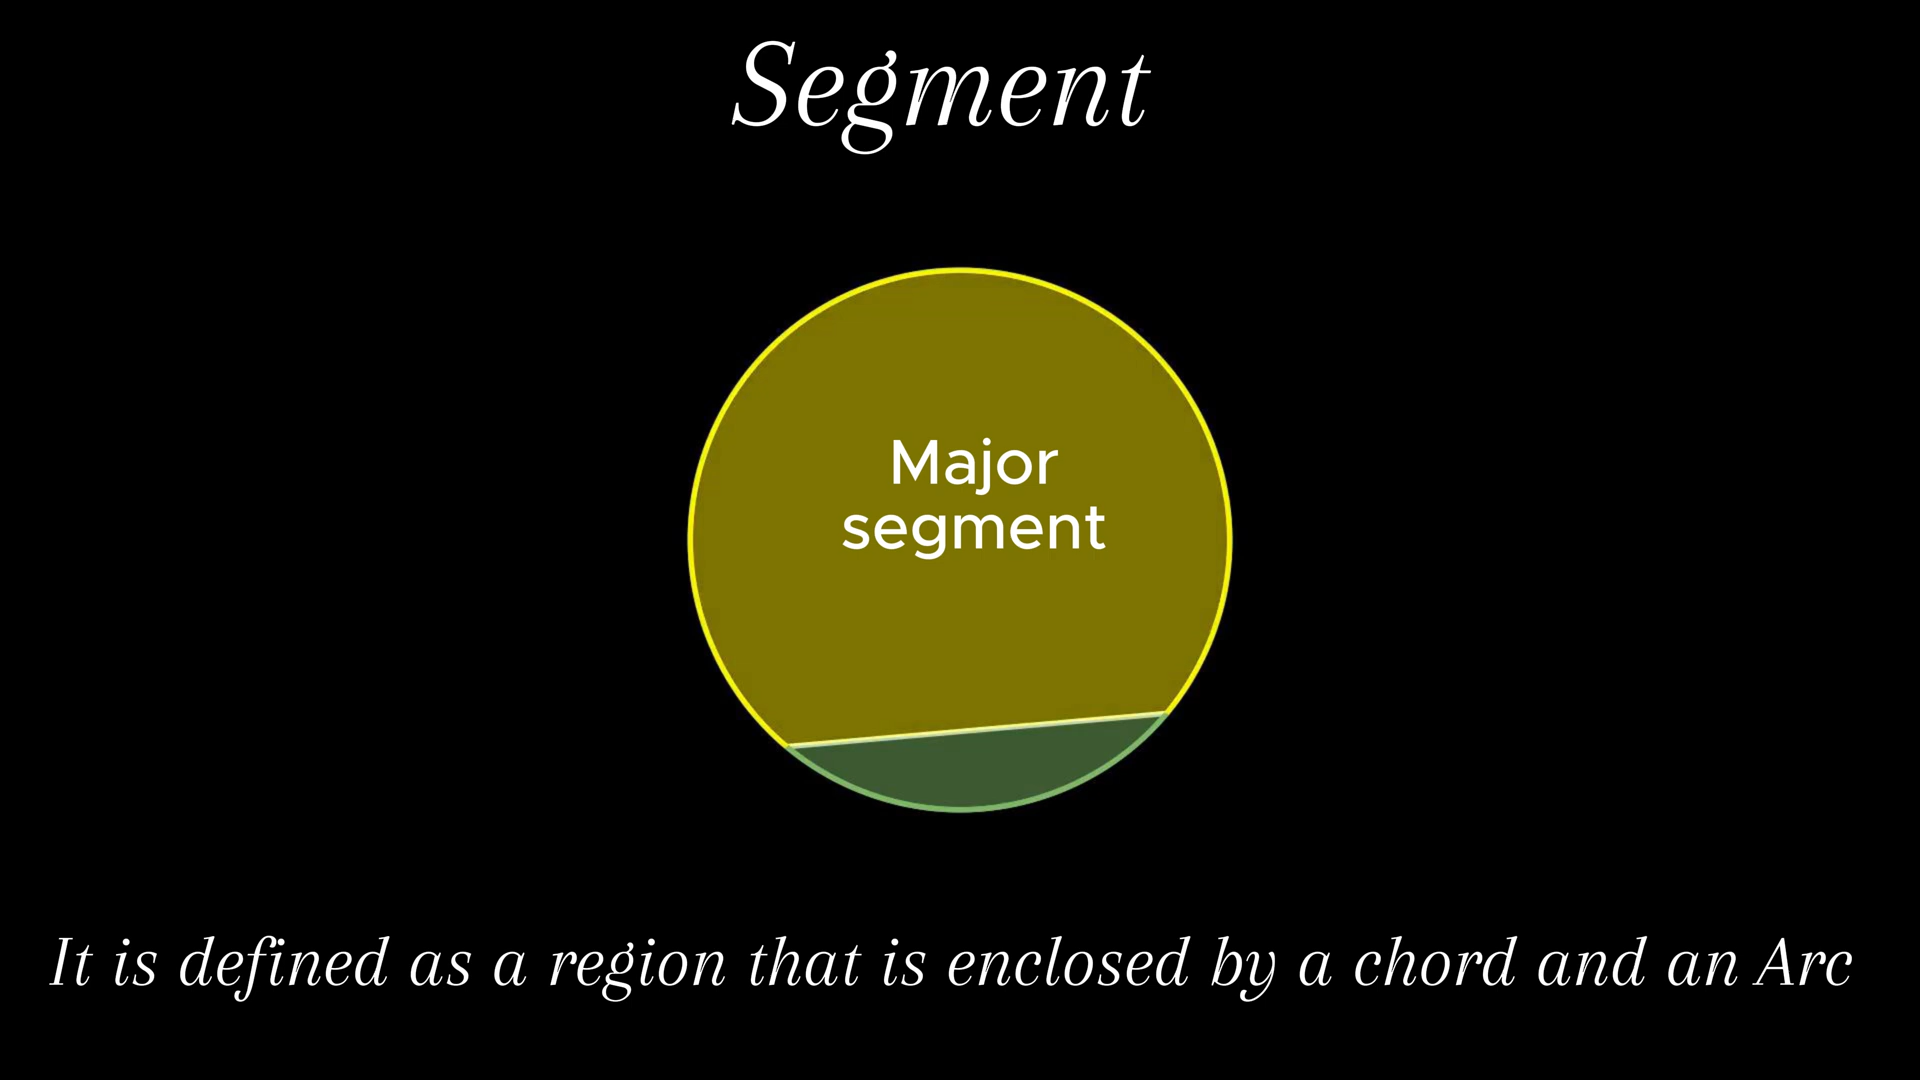 Segment
Major
segment
It is defined as a region that is enclosed by a chord and an Arc